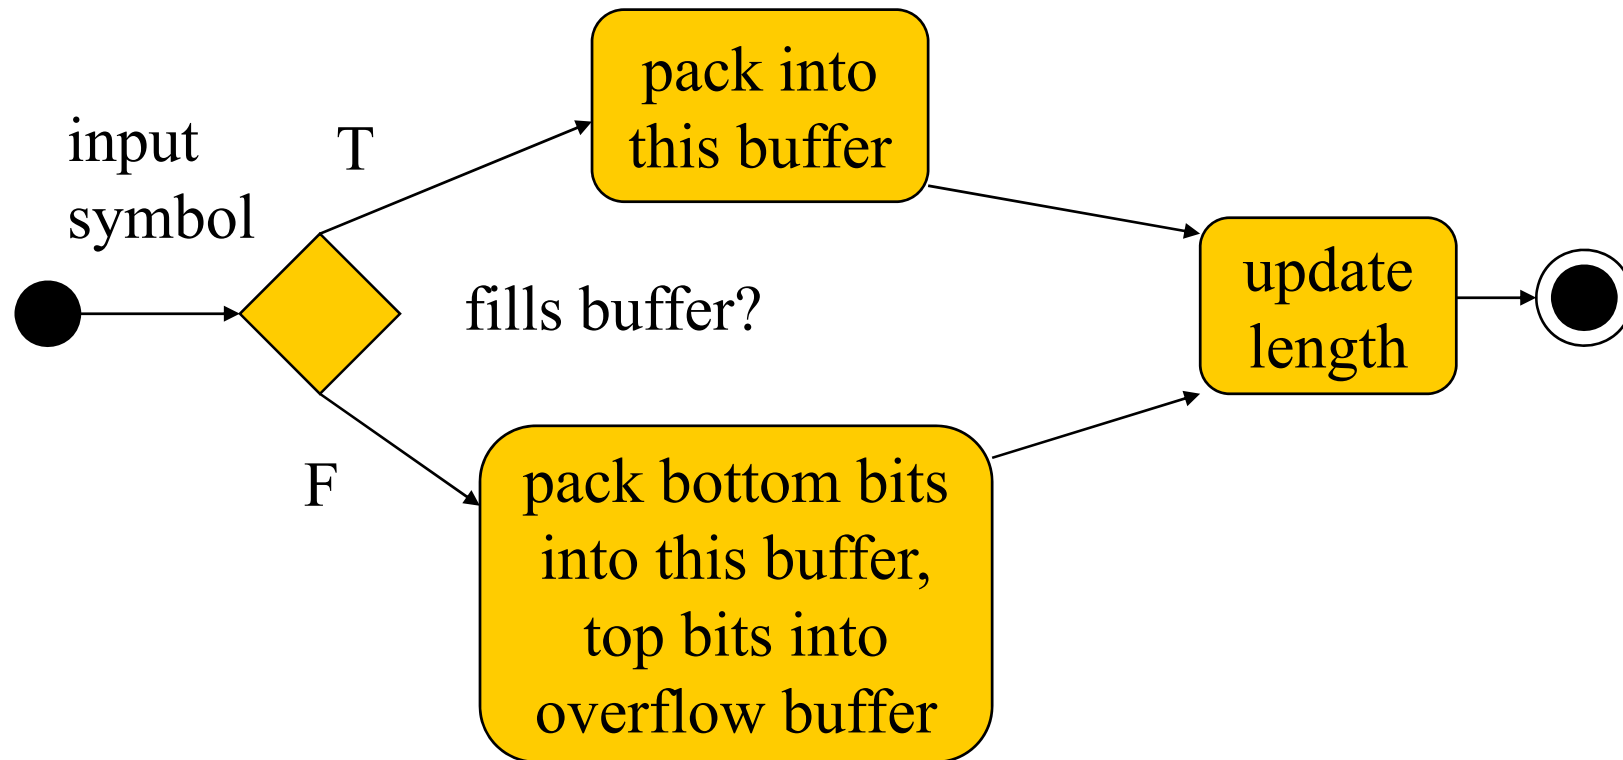 input
symbol
T
pack into
this buffer
fills buffer?
update
length
F
pack bottom bits
into this buffer,
top bits into
overflow buffer